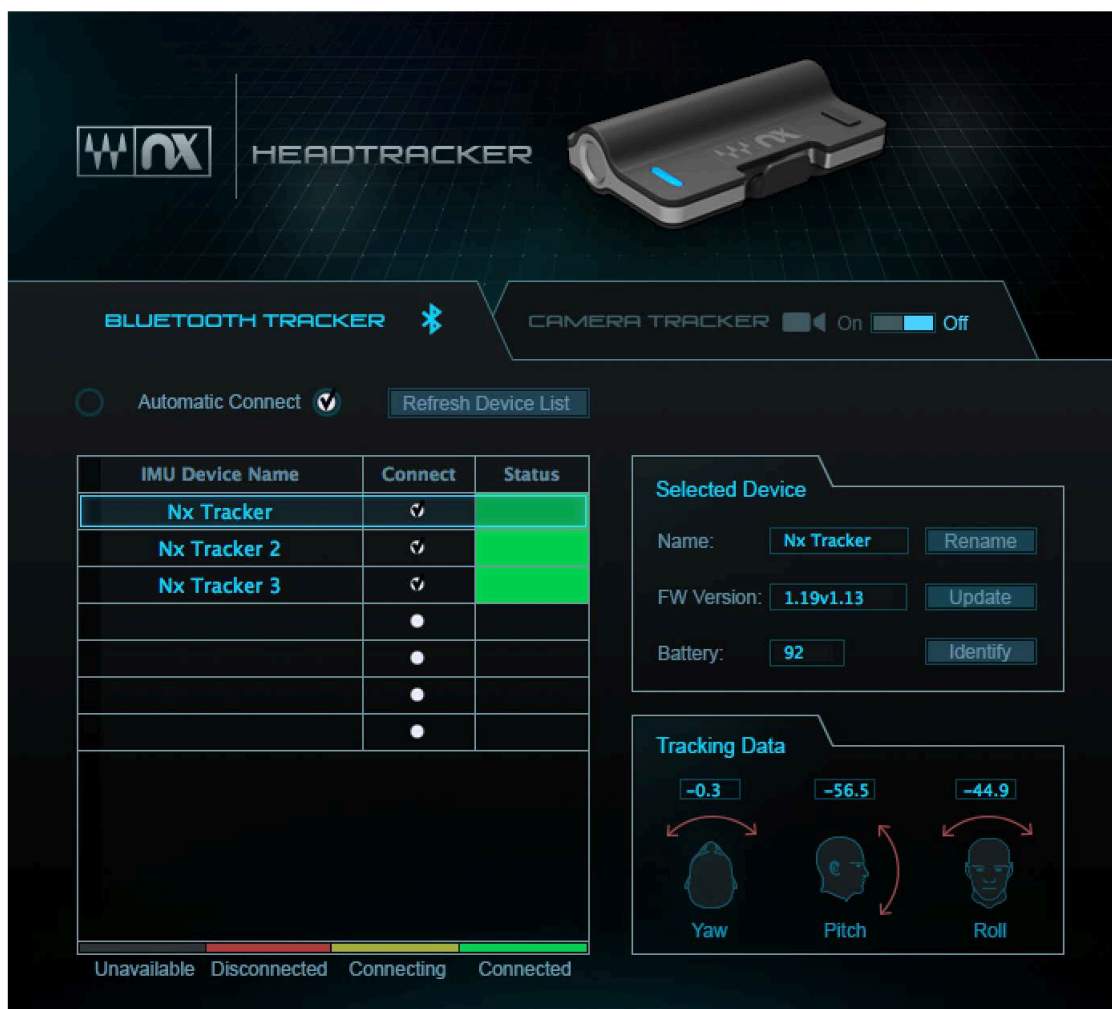 nx
HEADTRACKER
nx
BLUETOOTH TRACKER
CAMERA TRACKER On Off
Automatic Connect Refresh Device List
IMU Device Name Connect Status
Nx Tracker
Nx Tracker 2
Nx Tracker 3
Unavailable Disconnected Connecting Connected
Selected Device
Name: Nx Tracker Rename
FW Version: 1.19v1.13 Update
Battery: 92 Identify
Tracking Data
-0.3 -56.5 -44.9
Yaw Pitch Roll